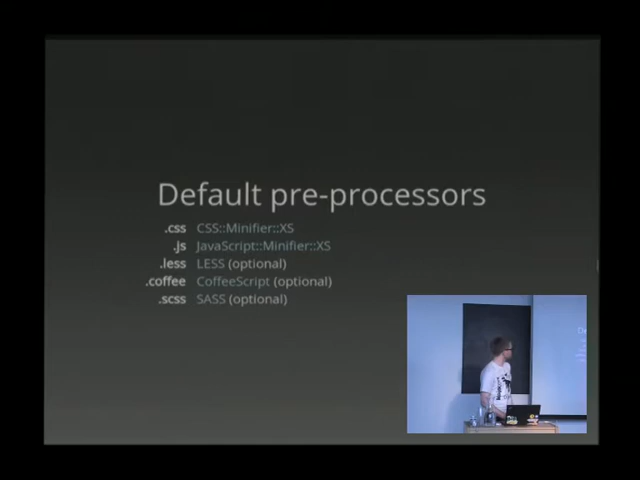 Default pre-processors
.css CSS::Minifier::XS
.js JavaScript::Minifier::XS
.less LESS (optional)
.coffee CoffeeScript (optional)
.scss SASS (optional)